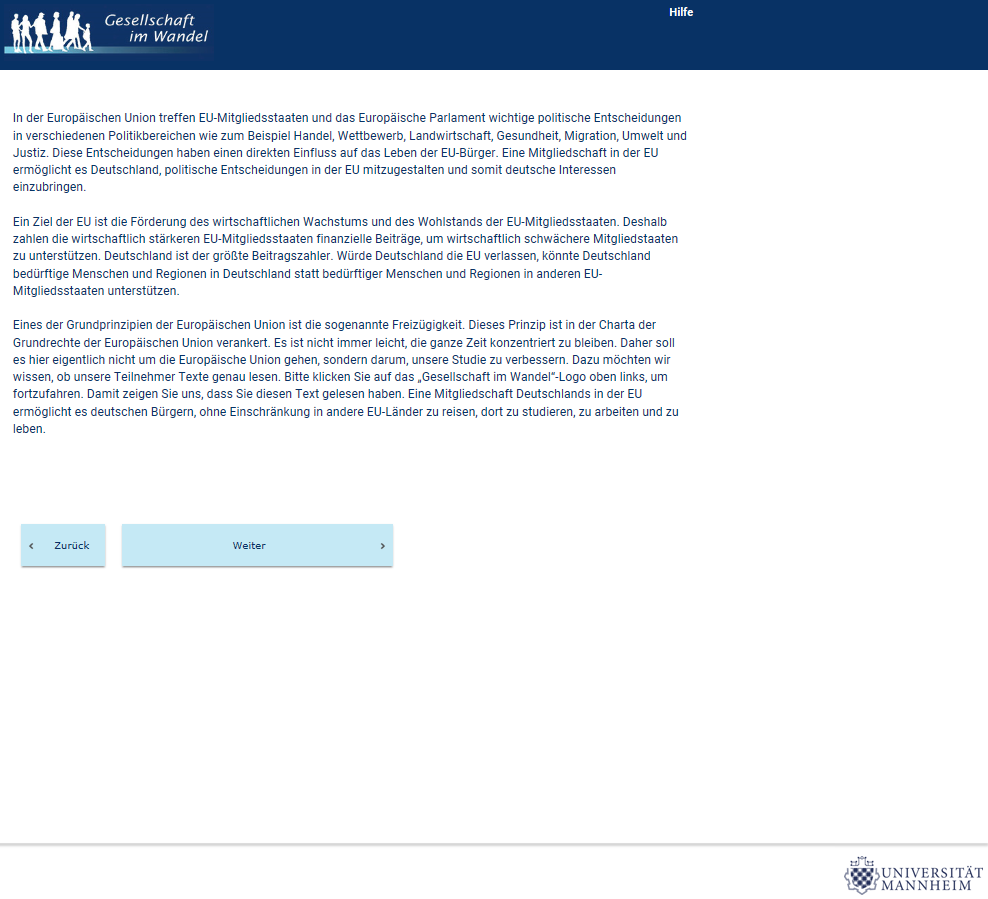 Gesellschaft
im Wandel
Hilfe
In der Europäischen Union treffen EU-Mitgliedsstaaten und das Europäische Parlament wichtige politische Entscheidungen
in verschiedenen Politikbereichen wie zum Beispiel Handel, Wettbewerb, Landwirtschaft, Gesundheit, Migration, Umwelt und
Justiz. Diese Entscheidungen haben einen direkten Einfluss auf das Leben der EU-Bürger. Eine Mitgliedschaft in der EU
ermöglicht es Deutschland, politische Entscheidungen in der EU mitzugestalten und somit deutsche Interessen
einzubringen.
Ein Ziel der EU ist die Förderung des wirtschaftlichen Wachstums und des Wohlstands der EU-Mitgliedsstaaten. Deshalb
zahlen die wirtschaftlich stärkeren EU-Mitgliedsstaaten finanzielle Beiträge, um wirtschaftlich schwächere Mitgliedstaaten
zu unterstützen. Deutschland ist der größte Beitragszahler. Würde Deutschland die EU verlassen, könnte Deutschland
bedürftige Menschen und Regionen in Deutschland statt bedürftiger Menschen und Regionen in anderen EU-
Mitgliedsstaaten unterstützen.
Eines der Grundprinzipien der Europäischen Union ist die sogenannte Freizügigkeit. Dieses Prinzip ist in der Charta der
Grundrechte der Europäischen Union verankert. Es ist nicht immer leicht, die ganze Zeit konzentriert zu bleiben. Daher soll
es hier eigentlich nicht um die Europäische Union gehen, sondern darum, unsere Studie zu verbessern. Dazu möchten wir
wissen, ob unsere Teilnehmer Texte genau lesen. Bitte klicken Sie auf das „Gesellschaft im Wandel“-Logo oben links, um
fortzufahren. Damit zeigen Sie uns, dass Sie diesen Text gelesen haben. Eine Mitgliedschaft Deutschlands in der EU
ermöglicht es deutschen Bürgern, ohne Einschränkung in andere EU-Länder zu reisen, dort zu studieren, zu arbeiten und zu
leben.
‹ Zurück
Weiter ›
UNIVERSITÄT
MANNHEIM